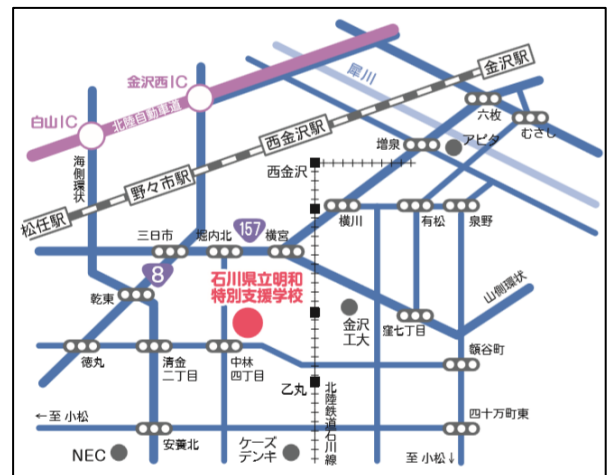 金沢駅
金沢西IC
犀川
白山IC
北陸自動車道
六枚
むさし
西金沢駅
増泉
アピタ
海側環状
野々市駅
西金沢
松任駅
横川
有松
泉野
三日市
堀内北
157
横宮
8
石川県立明和
特別支援学校
山側環状
乾東
金沢
工大
窪七丁目
額谷町
徳丸
清金
二丁目
中林
四丁目
乙丸
北陸鉄道石川線
←至 小松
四十万町東
安養寺北
NEC
ケーズ
デンキ
至 小松↓